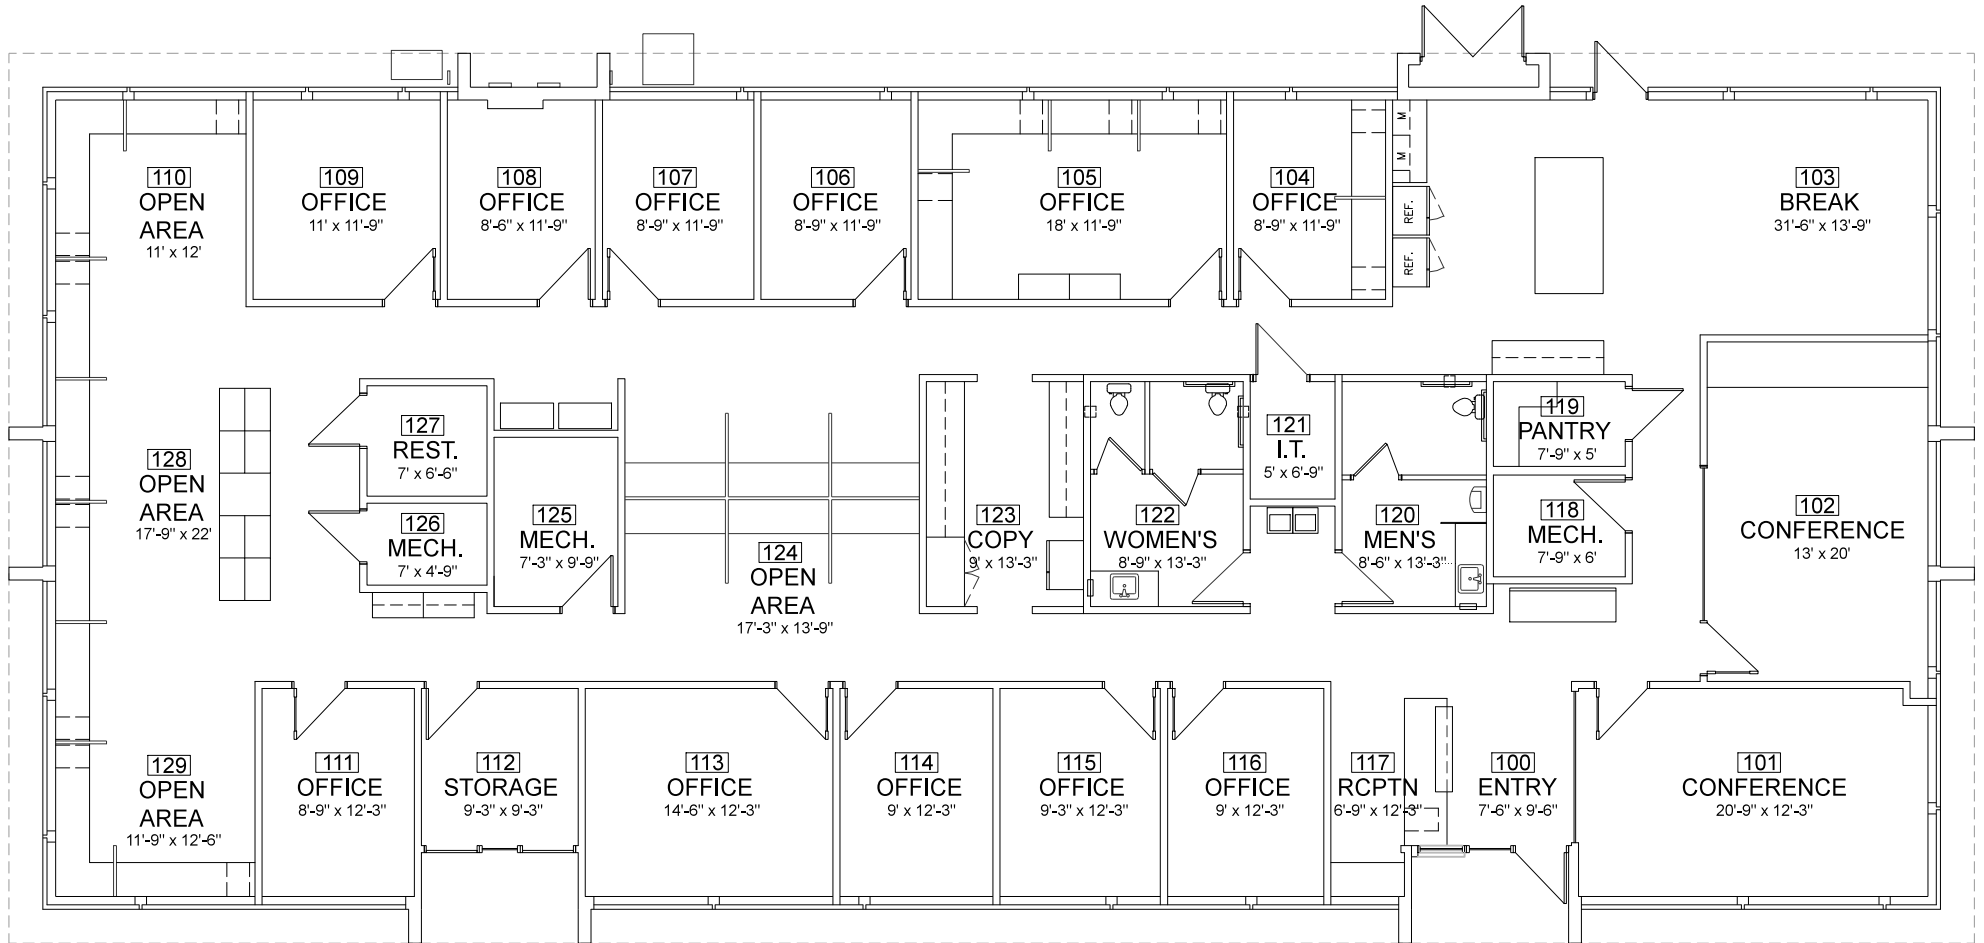 110
OPEN
AREA
11' x 12'
109
OFFICE
11' x 11'-9"
108
OFFICE
8'-6" x 11'-9"
107
OFFICE
8'-9" x 11'-9"
106
OFFICE
8'-9" x 11'-9"
105
OFFICE
18' x 11'-9"
104
OFFICE
8'-9" x 11'-9"
M
M
REF.
REF.
103
BREAK
31'-6" x 13'-9"
128
OPEN
AREA
17'-9" x 22'
127
REST.
7' x 6'-6"
126
MECH.
7' x 4'-9"
125
MECH.
7'-3" x 9'-9"
124
OPEN
AREA
17'-3" x 13'-9"
123
COPY
9' x 13'-3"
122
WOMEN'S
8'-9" x 13'-3"
121
I.T.
5' x 6'-9"
120
MEN'S
8'-6" x 13'-3"
119
PANTRY
7'-9" x 5'
118
MECH.
7'-9" x 6'
102
CONFERENCE
13' x 20'
129
OPEN
AREA
11'-9" x 12'-6"
111
OFFICE
8'-9" x 12'-3"
112
STORAGE
9'-3" x 9'-3"
113
OFFICE
14'-6" x 12'-3"
114
OFFICE
9' x 12'-3"
115
OFFICE
9'-3" x 12'-3"
116
OFFICE
9' x 12'-3"
117
RCPTN
6'-9" x 12'-3"
100
ENTRY
7'-6" x 9'-6"
101
CONFERENCE
20'-9" x 12'-3"